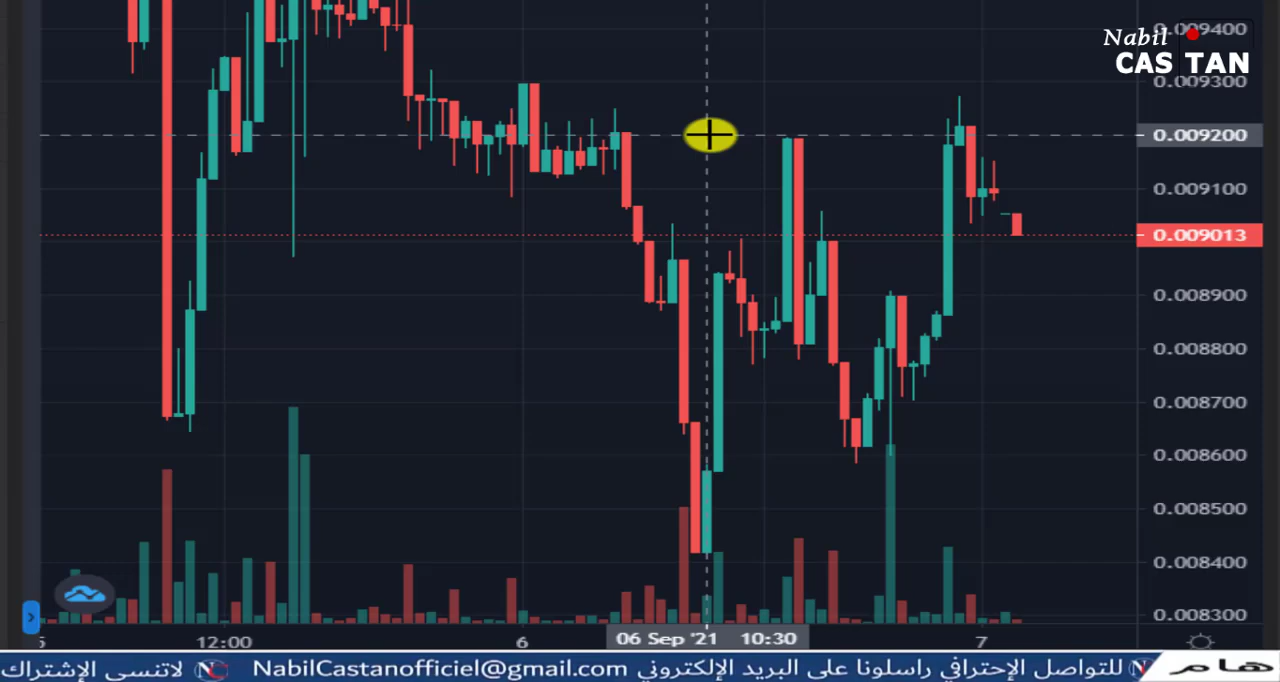 Nabil
CAS TAN
0.009400
0.009300
0.009200
0.009100
0.009013
0.008900
0.008800
0.008700
0.008600
0.008500
0.008400
0.008300
5
12:00
6
06 Sep '21 10:30
7
هام
للتواصل الإحترافي راسلونا على البريد الإلكتروني NabilCastanofficiel@gmail.com
لاتنسى الإشتراك